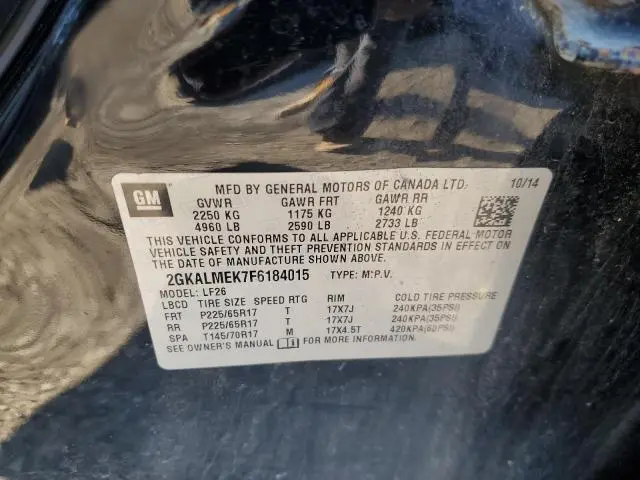 GM
MFD BY GENERAL MOTORS OF CANADA LTD. 10/14
GVWR GAWR FRT GAWR RR
2250 KG 1175 KG 1240 KG
4960 LB 2590 LB 2733 LB
THIS VEHICLE CONFORMS TO ALL APPLICABLE U.S. FEDERAL MOTOR
VEHICLE SAFETY AND THEFT PREVENTION STANDARDS IN EFFECT ON
THE DATE OF MANUFACTURE SHOWN ABOVE.
2GKALMEK7F6184015 TYPE: M.P.V.
MODEL: LF26
LBCD TIRE SIZE SPEED RTG RIM COLD TIRE PRESSURE
FRT P225/65R17 T 17X7J 240KPA(35PSI)
RR P225/65R17 T 17X7J 240KPA(35PSI)
SPA T145/70R17 M 17X4.5T 420KPA(60PSI)
SEE OWNER'S MANUAL FOR MORE INFORMATION.